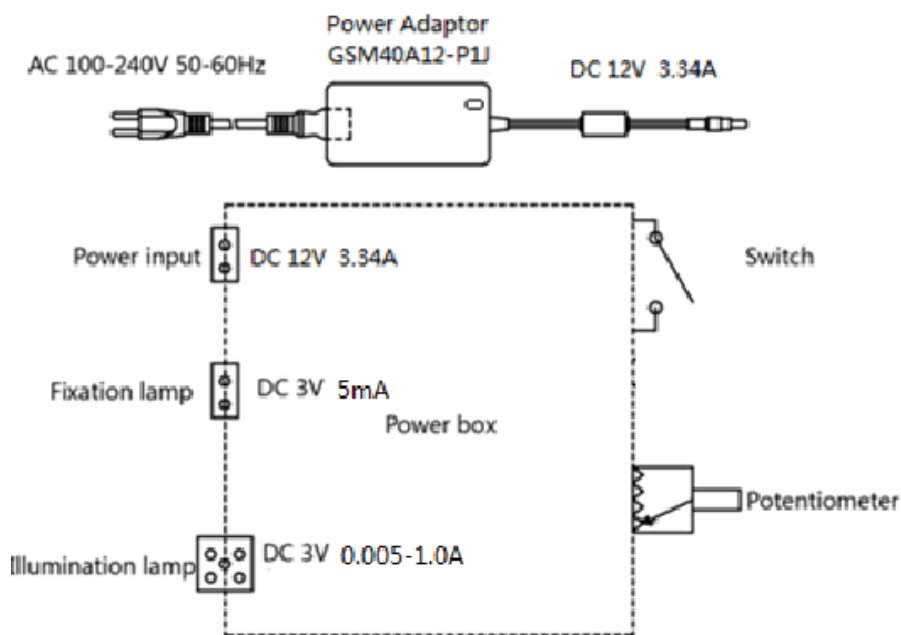 Power Adaptor
GSM40A12-P1J
AC 100-240V 50-60Hz
DC 12V 3.34A
Power input
DC 12V 3.34A
Switch
Fixation lamp
DC 3V 5mA
Power box
Potentiometer
Illumination lamp
DC 3V 0.005-1.0A